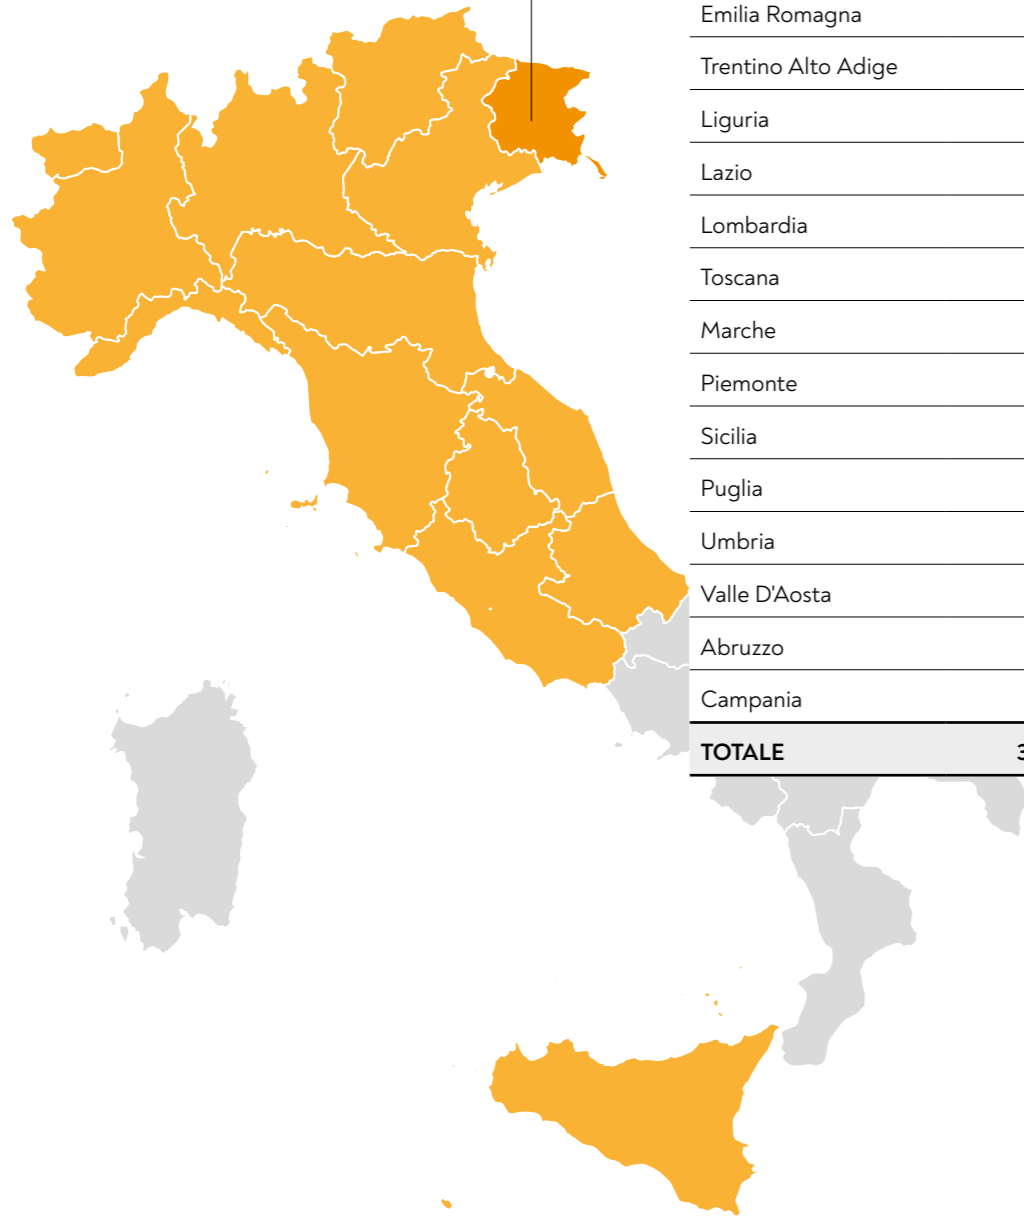 Emilia Romagna
Trentino Alto Adige
Liguria
Lazio
Lombardia
Toscana
Marche
Piemonte
Sicilia
Puglia
Umbria
Valle D'Aosta
Abruzzo
Campania
TOTALE 3